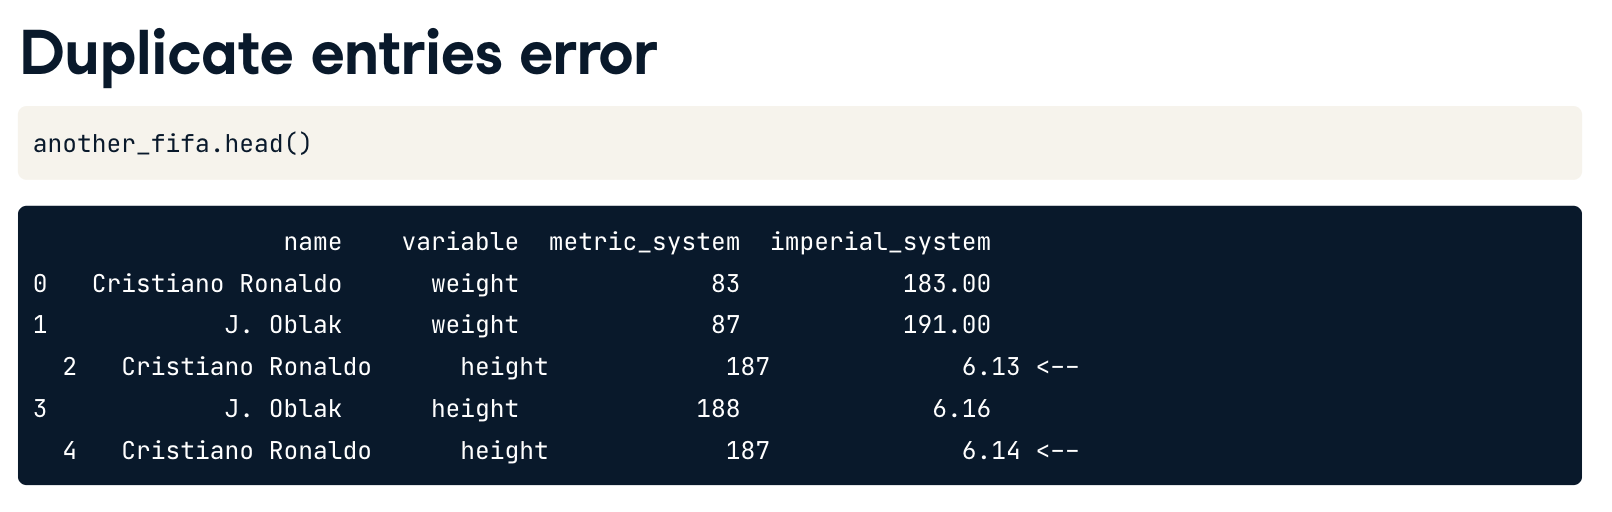 Duplicate entries error
another_fifa.head()
name variable metric_system imperial_system
0 Cristiano Ronaldo weight 83 183.00
1 J. Oblak weight 87 191.00
2 Cristiano Ronaldo height 187 6.13 <--
3 J. Oblak height 188 6.16
4 Cristiano Ronaldo height 187 6.14 <--